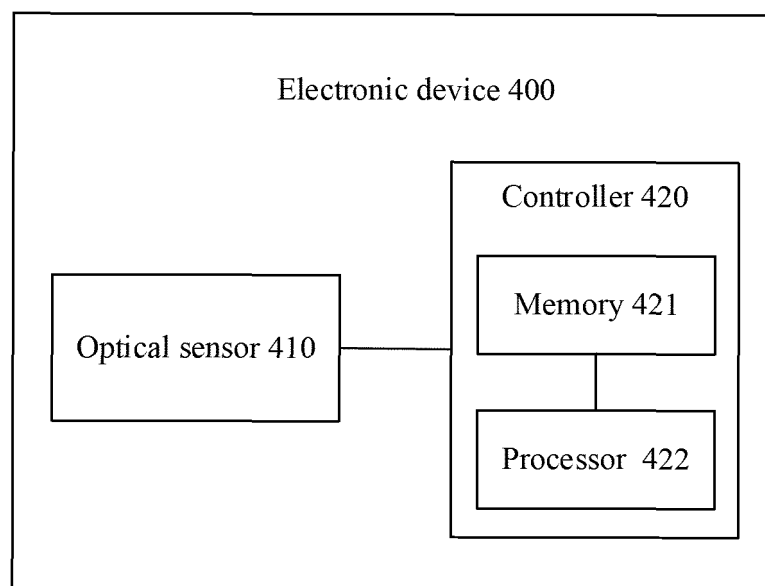 Electronic device 400
Controller 420
Memory 421
Optical sensor 410
Processor 422